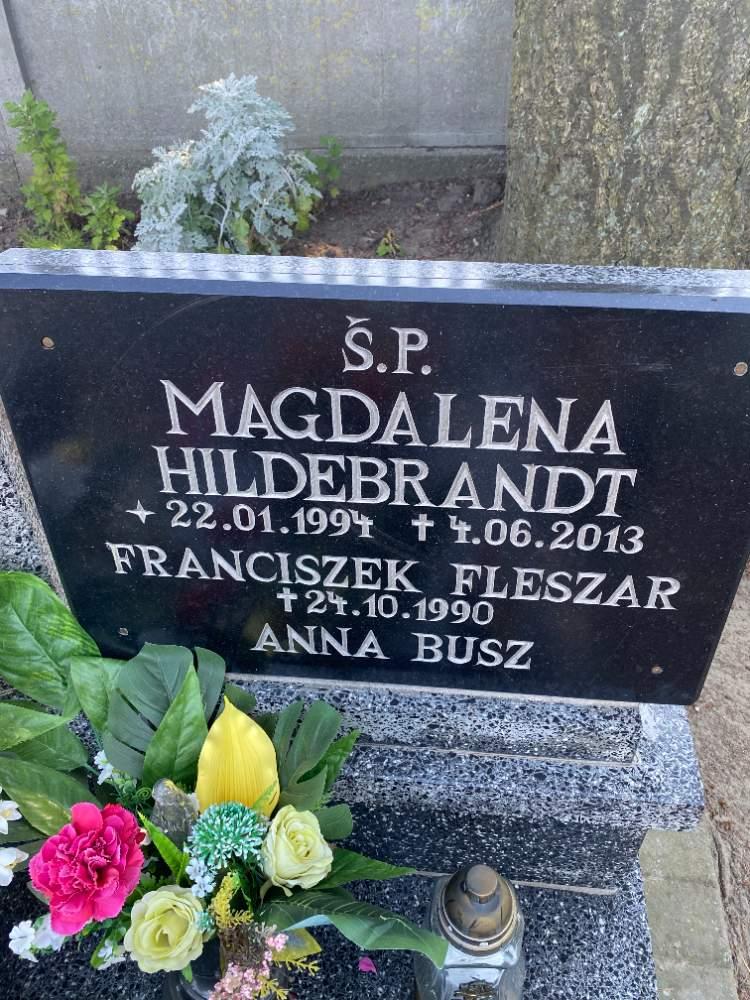 Ś.P.
MAGDALENA
HILDEBRANDT
✦ 22.01.1994 ✝ 4.06.2013
FRANCISZEK FLESZAR
✝ 24.10.1990
ANNA BUSZ